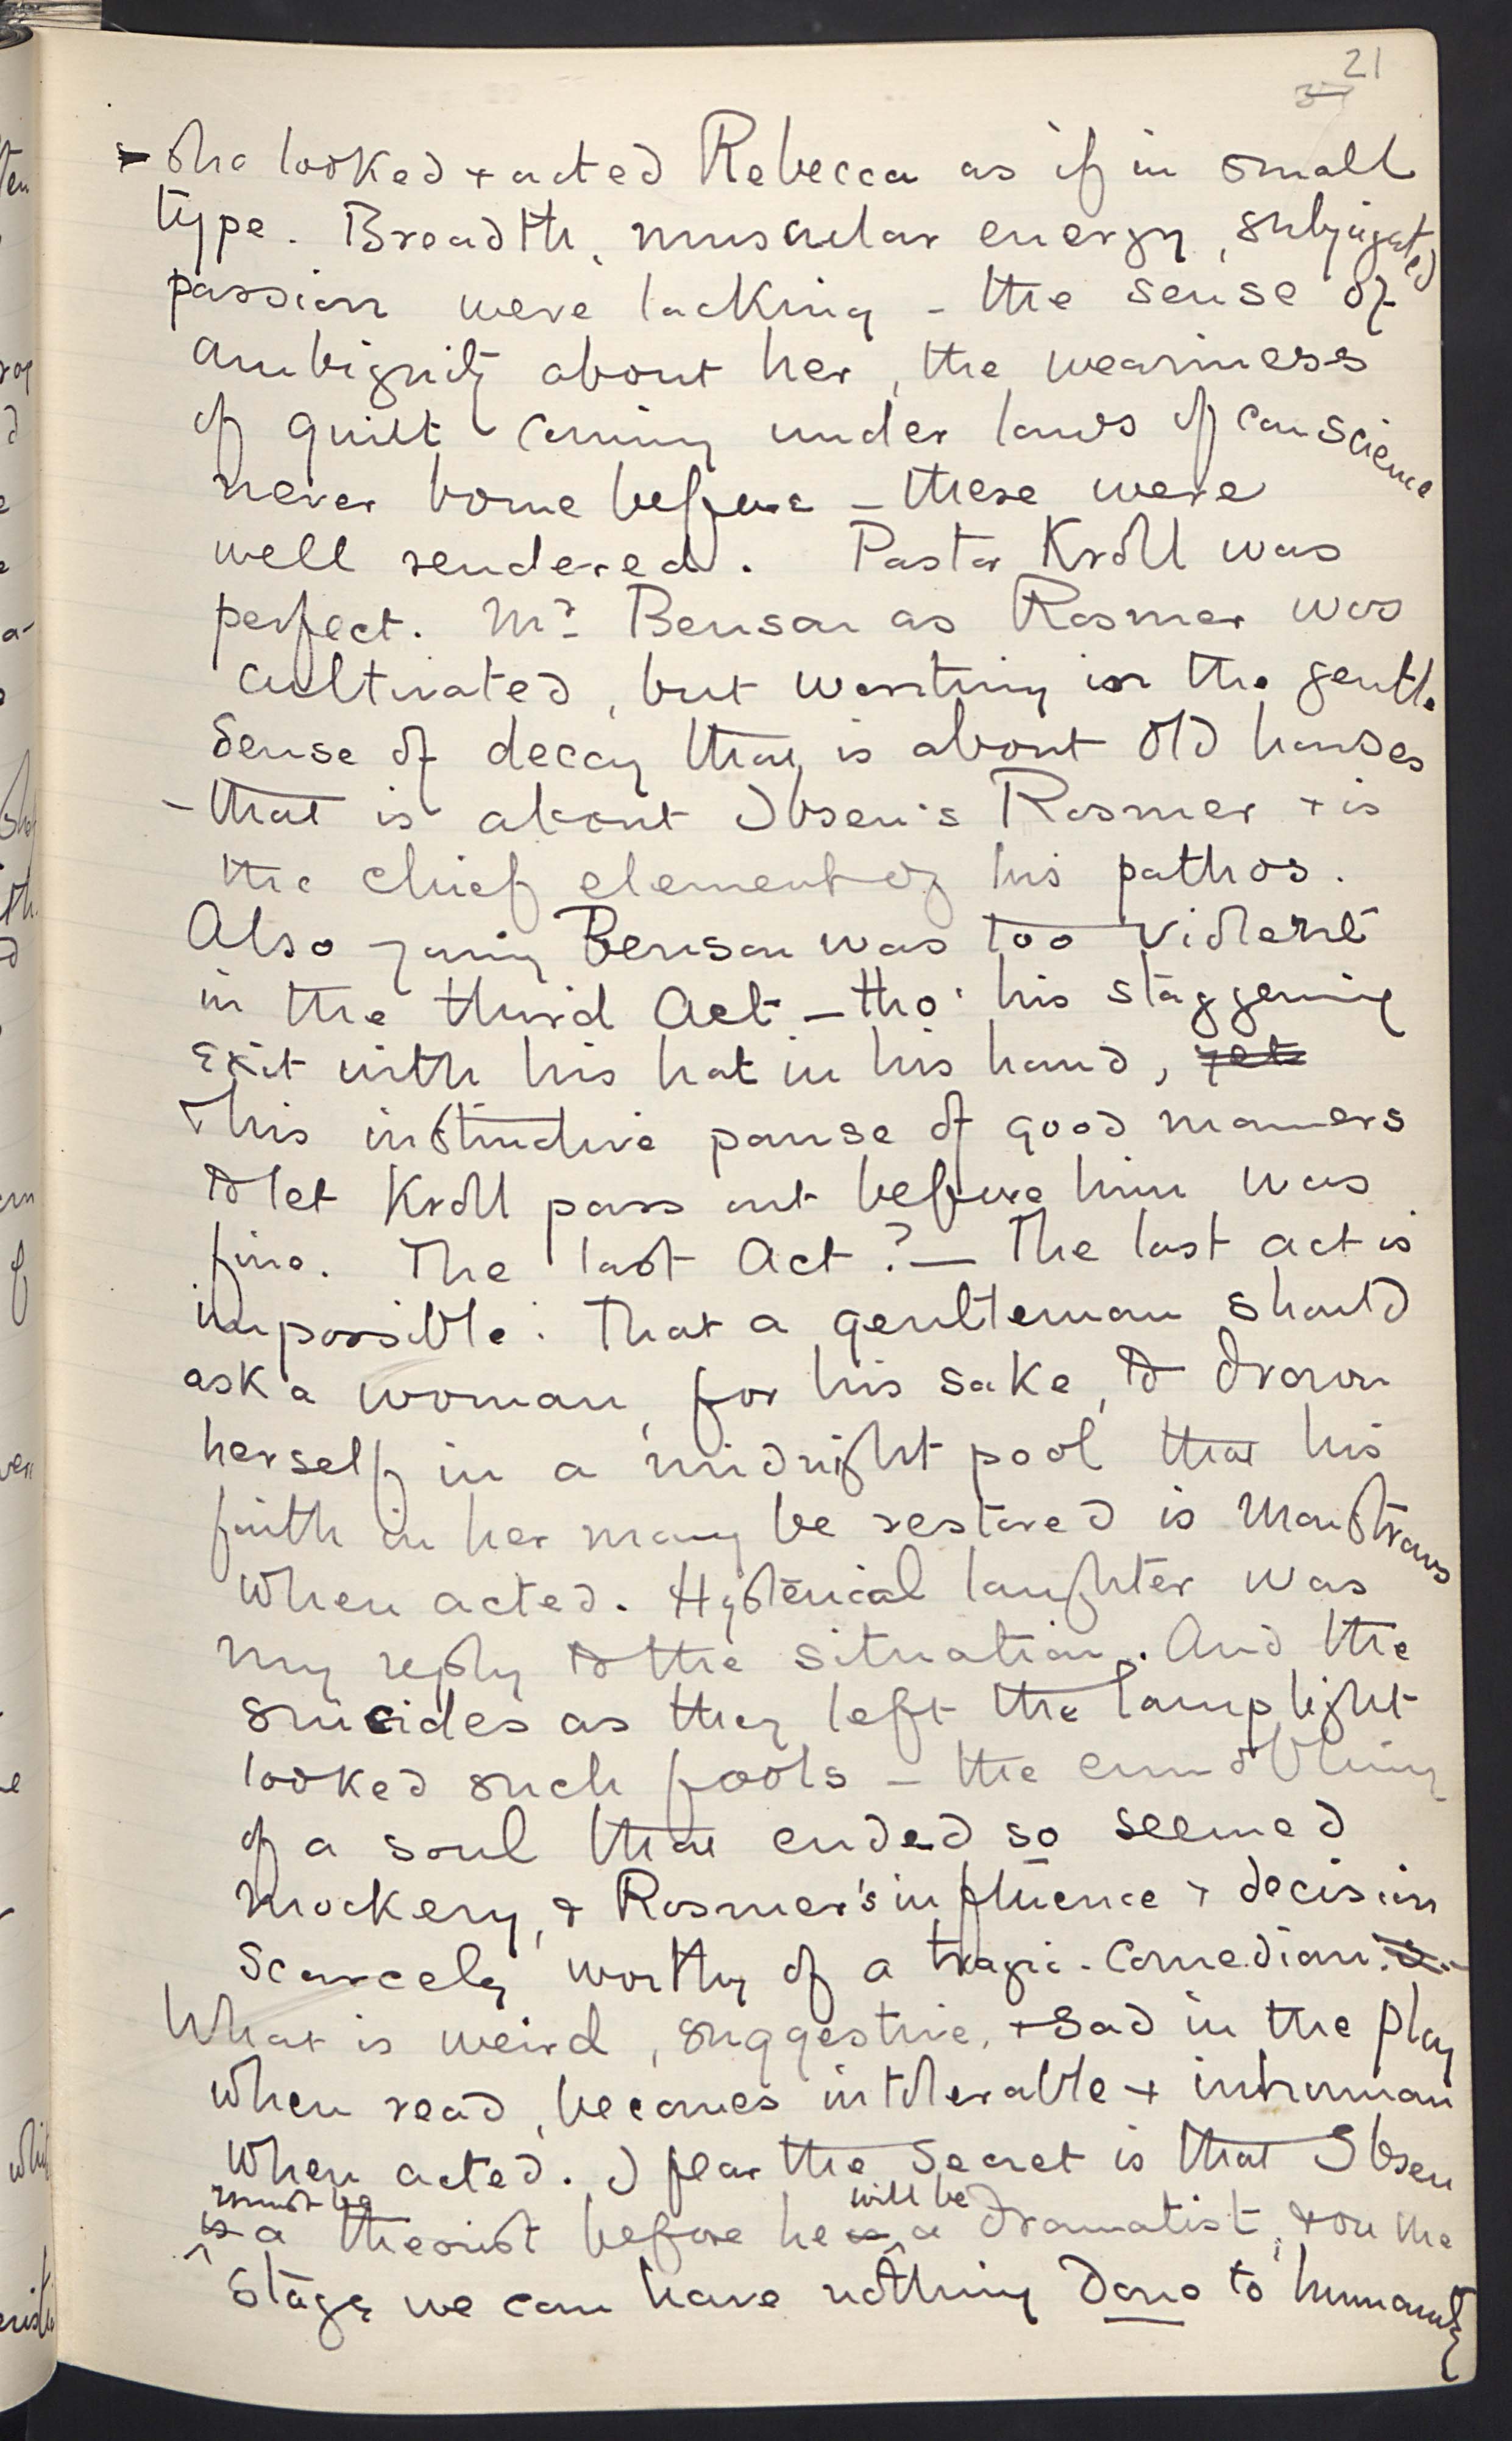 21
- she looked + acted Rebecca as if in small
type. Breadth, muscular energy, subjugated
passion were lacking - the sense of
ambiguity about her, the weariness
of guilt coming under laws of conscience
never borne before - these were
well rendered. Pastor Kroll was
perfect. Mr Benson as Rosmer was
cultivated, but wanting in the gentle
sense of decay that is about old houses
- that is about Ibsen's Rosmer + is
the chief element of his pathos.
Also young Benson was too violent
in the third Act - tho' his staggering
exit with his hat in his hand, yet
+ his instinctive pause of good manners
to let Kroll pass out before him was
fine. The last Act? - The last act is
impossible: That a gentleman should
ask a woman, for his sake, to drown
herself in a midnight pool that his
faith in her may be restored is monstrous
when acted. Hysterical laughter was
my reply to the situation. And the
suicides as they left the lamplight
looked such fools - the ennobling
of a soul that ended so seemed
mockery, + Rosmer's influence + decision
scarcely worthy of a tragic-comedian.
What is weird, suggestive, + sad in the play
when read, becomes intolerable + inhuman
when acted. I fear the secret is that Ibsen
must be will be
is a theorist before he is a dramatist, + on the
stage we can have nothing done to humanity